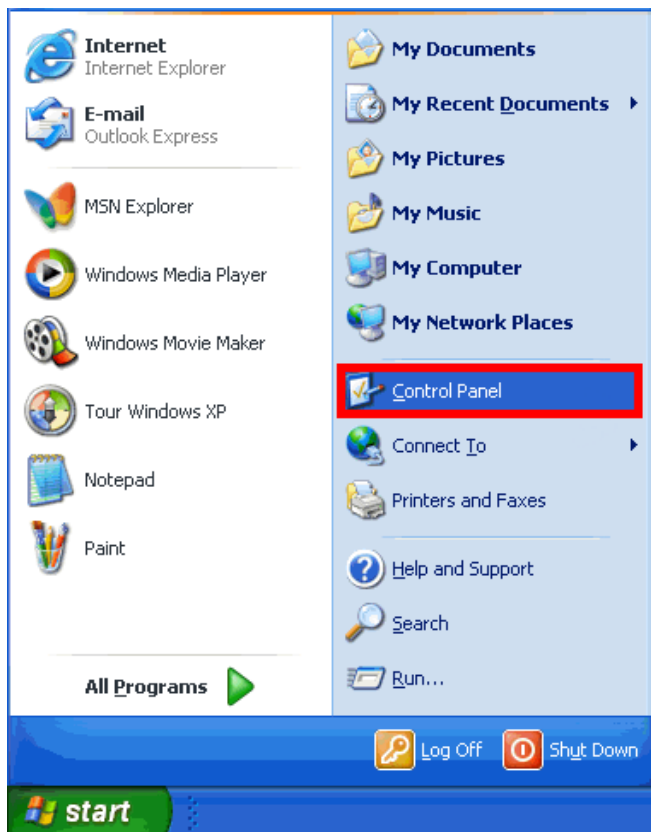 Internet
Internet Explorer
E-mail
Outlook Express
MSN Explorer
Windows Media Player
Windows Movie Maker
Tour Windows XP
Notepad
Paint
All Programs
My Documents
My Recent Documents
My Pictures
My Music
My Computer
My Network Places
Control Panel
Connect To
Printers and Faxes
Help and Support
Search
Run...
Log Off
Shut Down
start